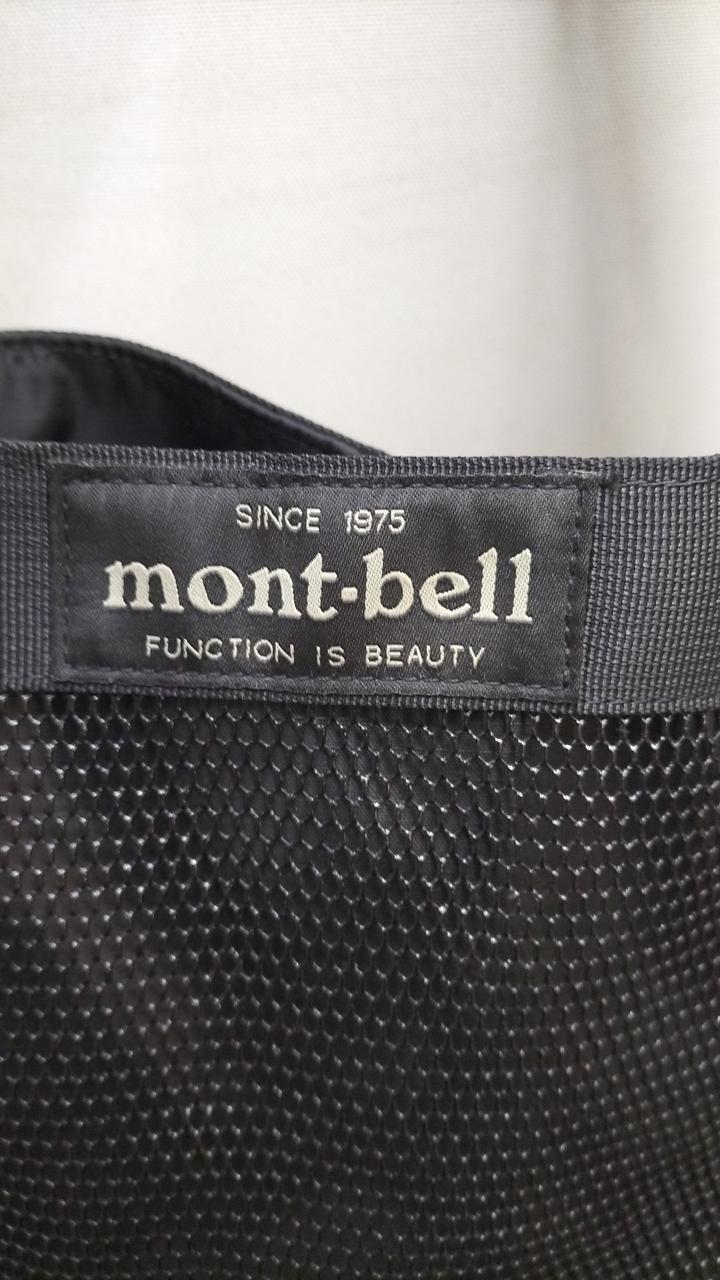 SINCE 1975
mont-bell
FUNCTION IS BEAUTY